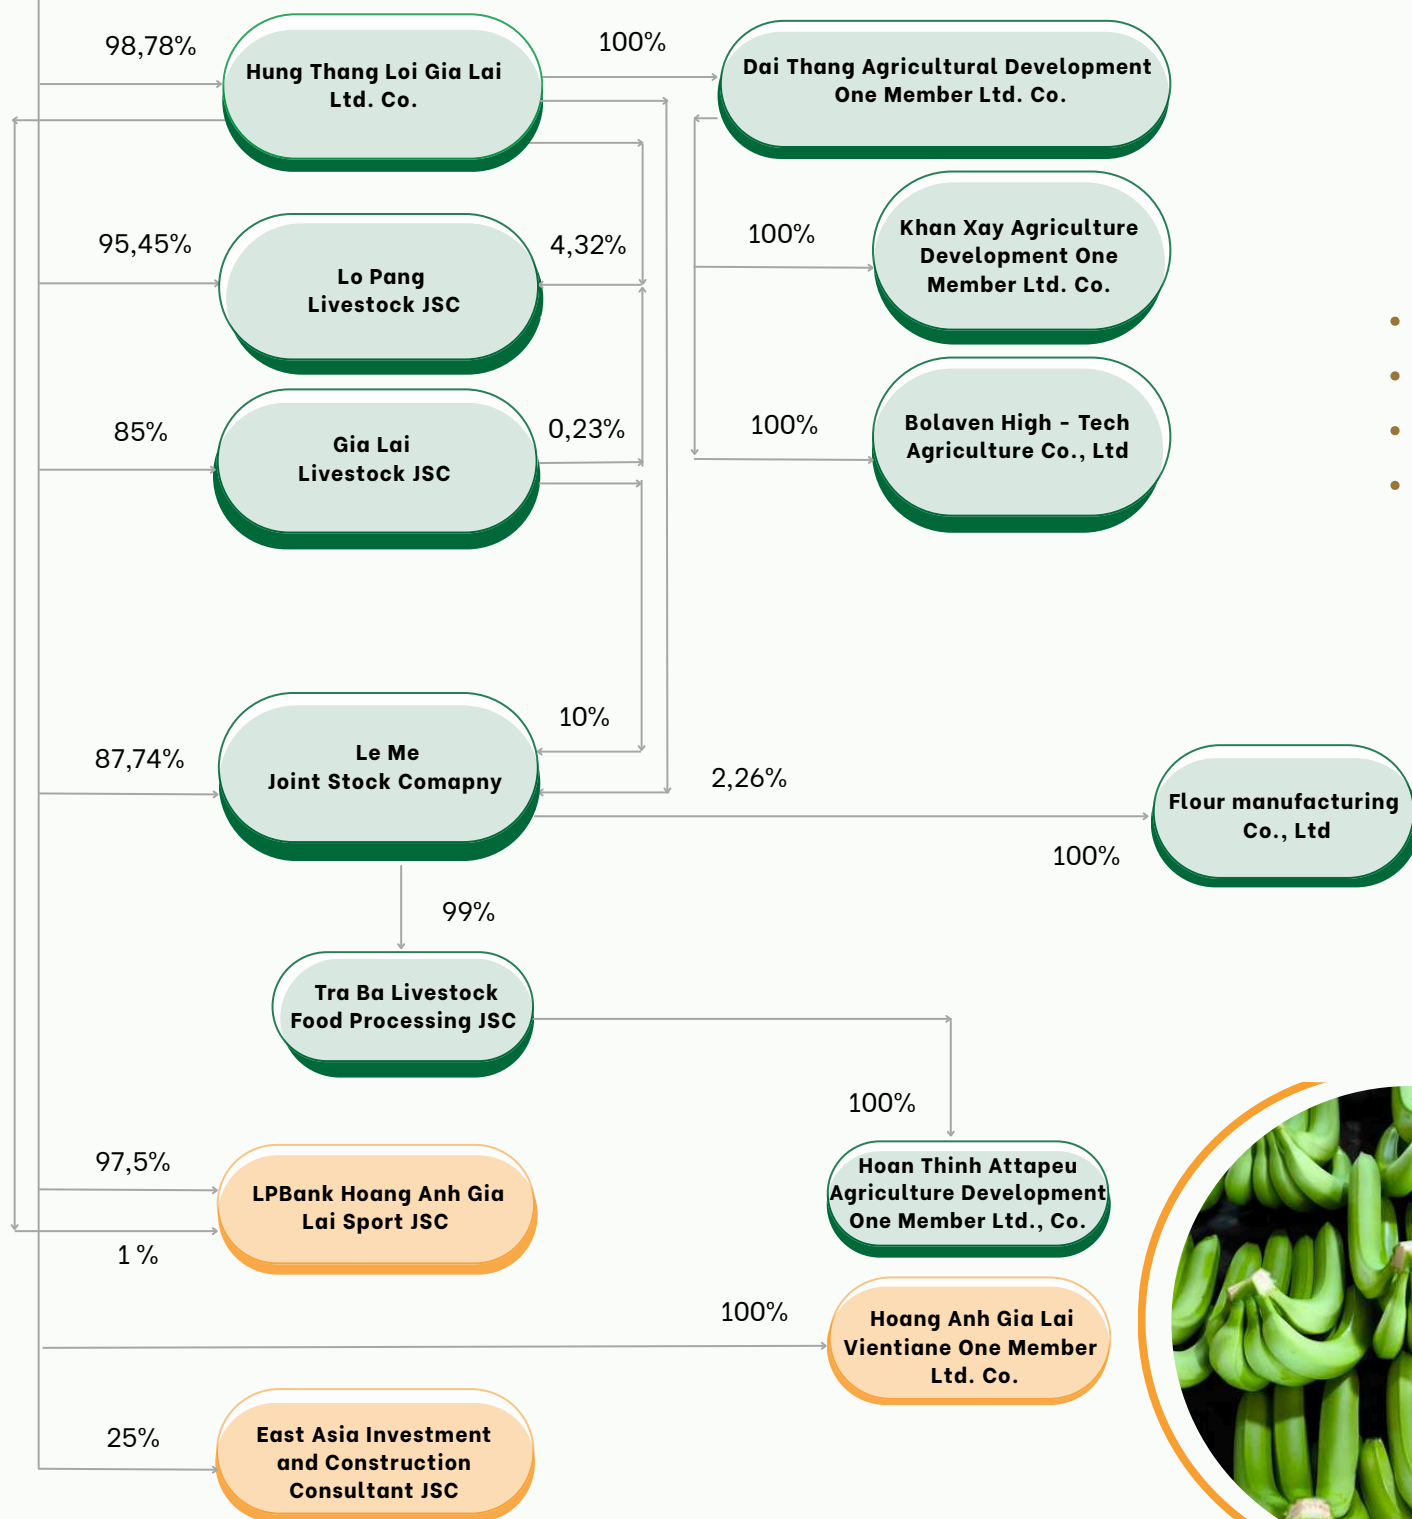 98,78%
Hung Thang Loi Gia Lai
Ltd. Co.
100%
Dai Thang Agricultural Development
One Member Ltd. Co.
95,45%
Lo Pang
Livestock JSC
4,32%
100%
Khan Xay Agriculture
Development One
Member Ltd. Co.
85%
Gia Lai
Livestock JSC
0,23%
100%
Bolaven High - Tech
Agriculture Co., Ltd
87,74%
Le Me
Joint Stock Comapny
10%
2,26%
Flour manufacturing
Co., Ltd
100%
99%
Tra Ba Livestock
Food Processing JSC
100%
Hoan Thinh Attapeu
Agriculture Development
One Member Ltd., Co.
97,5%
LPBank Hoang Anh Gia
Lai Sport JSC
1 %
100%
Hoang Anh Gia Lai
Vientiane One Member
Ltd. Co.
25%
East Asia Investment
and Construction
Consultant JSC